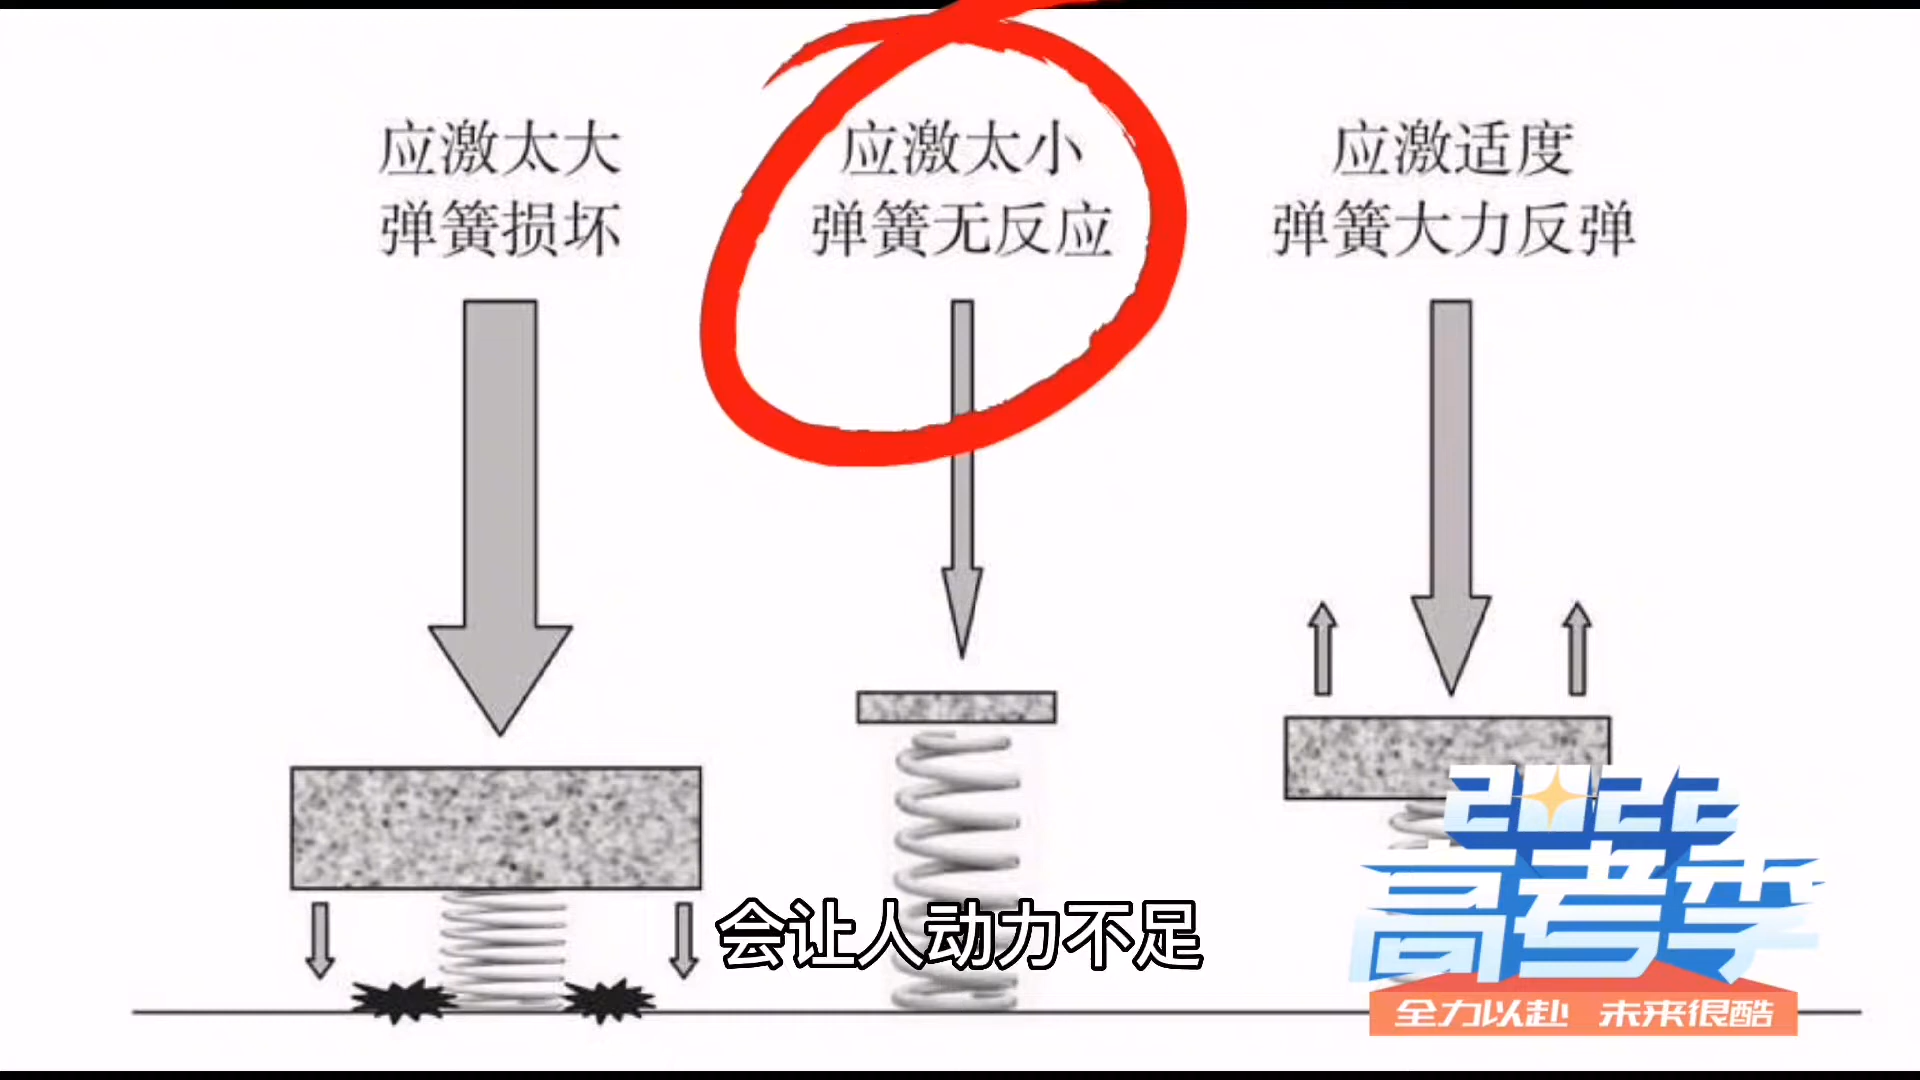 应激太大
弹簧损坏
应激太小
弹簧无反应
应激适度
弹簧大力反弹
会让人动力不足
2022
高考季
全力以赴 未来很酷